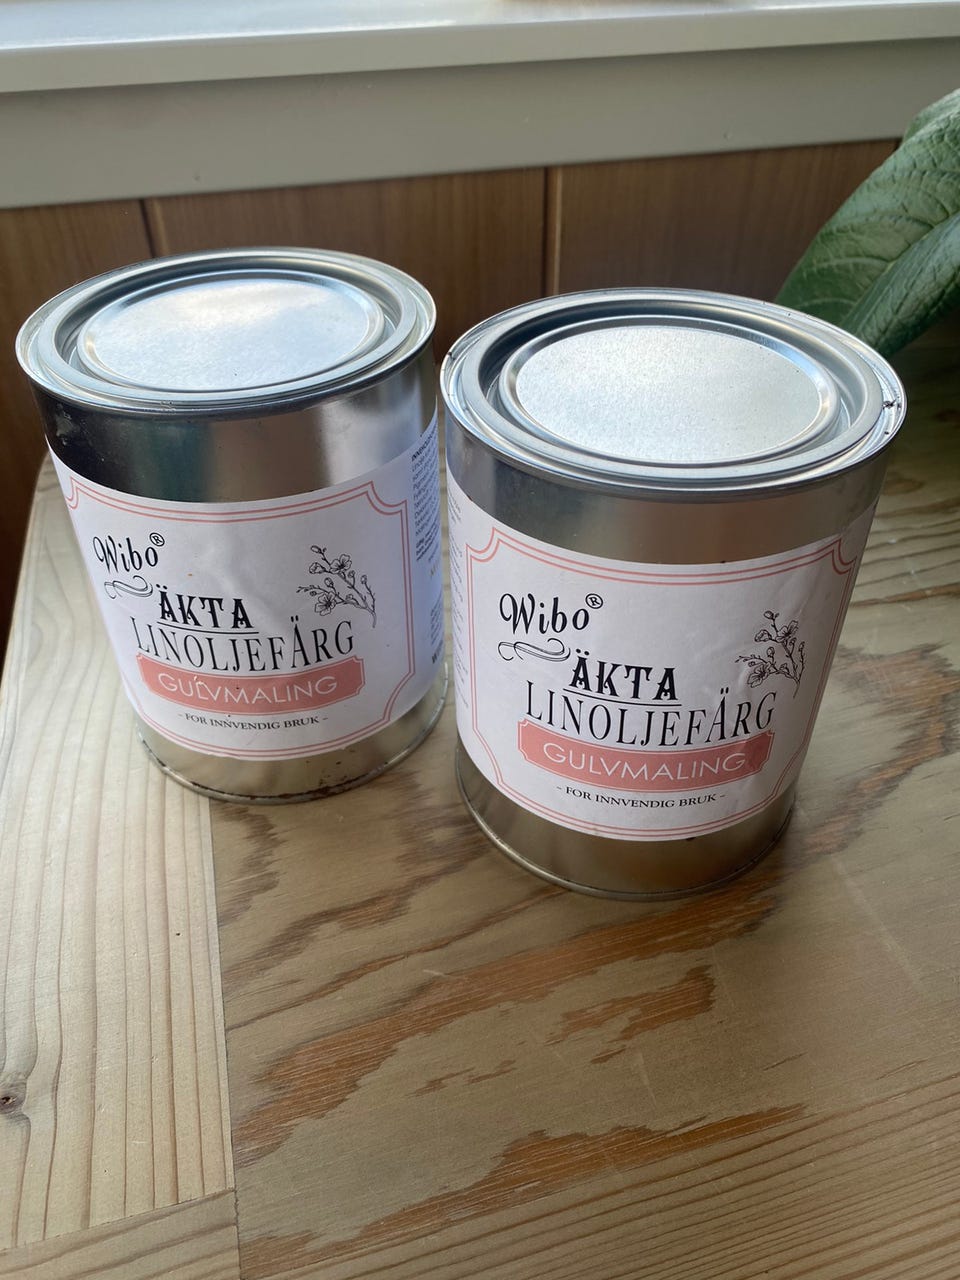 Wibo®
ÄKTA
LINOLJEFÄRG
GULVMALING
- FOR INNVENDIG BRUK -
Wibo®
ÄKTA
LINOLJEFÄRG
GULVMALING
- FOR INNVENDIG BRUK -